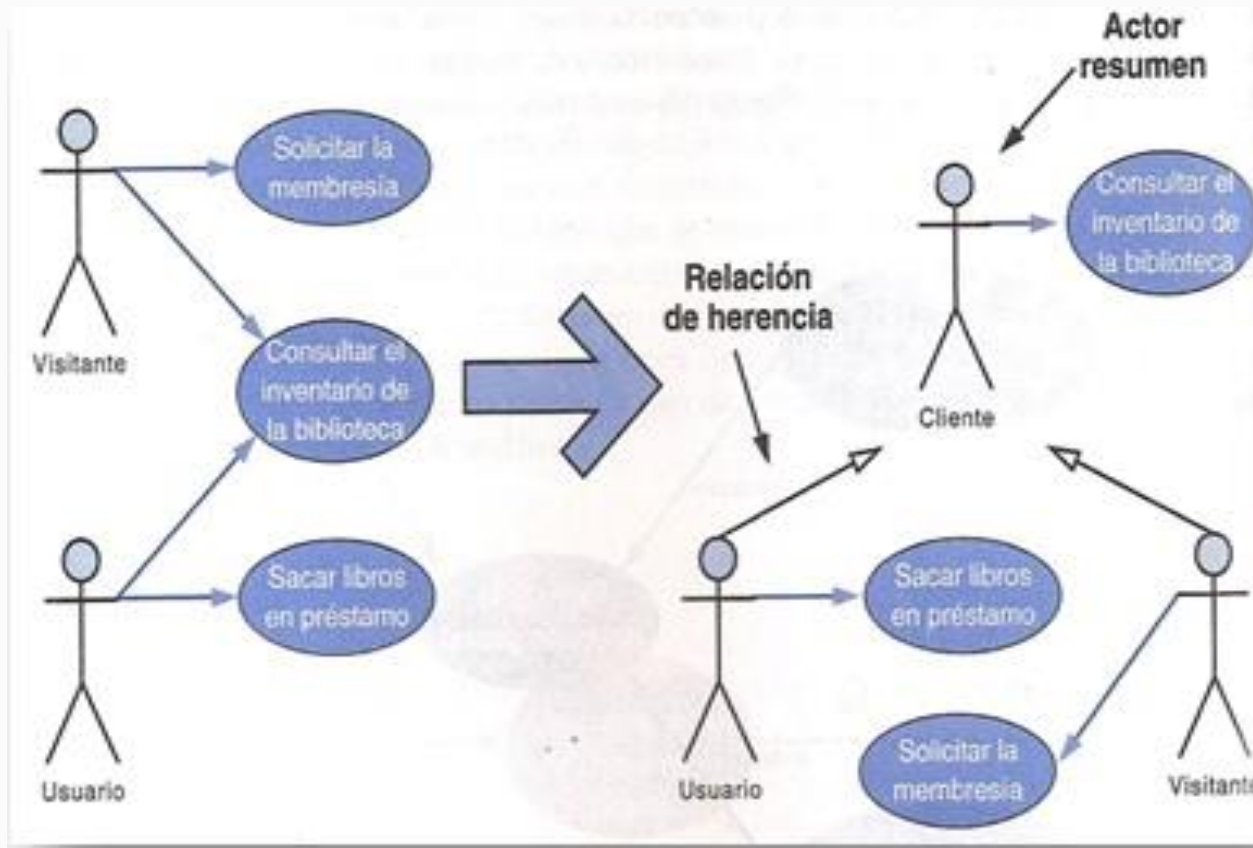 Actor
resumen
Solicitar la
membresía
Consultar el
inventario de
la biblioteca
Relación
de herencia
Visitante
Consultar el
inventario de
la biblioteca
Cliente
Sacar libros
en préstamo
Sacar libros
en préstamo
Usuario
Solicitar la
membresía
Usuario
Visitante